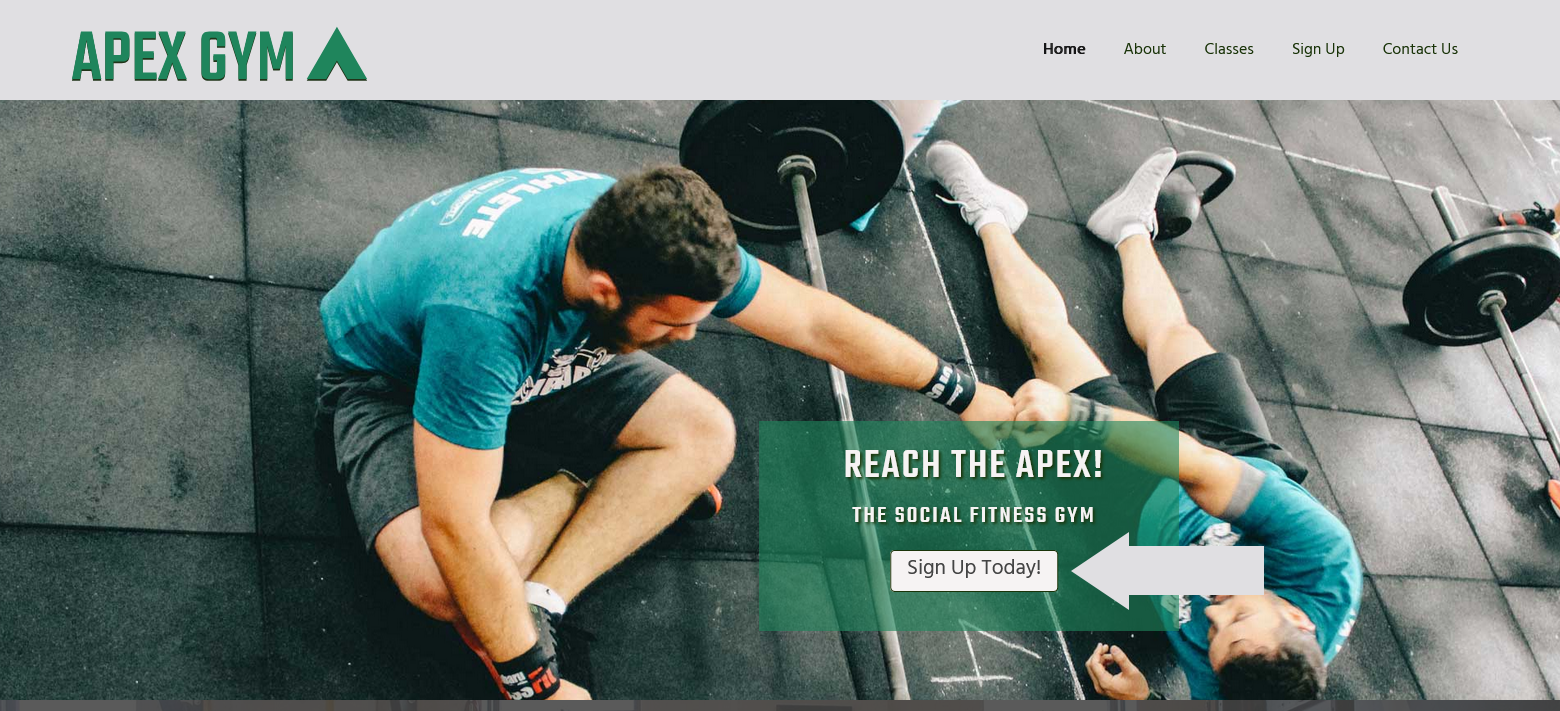 APEX GYM
Home About Classes Sign Up Contact Us
ATHLETE
REACH THE APEX!
THE SOCIAL FITNESS GYM
Sign Up Today!